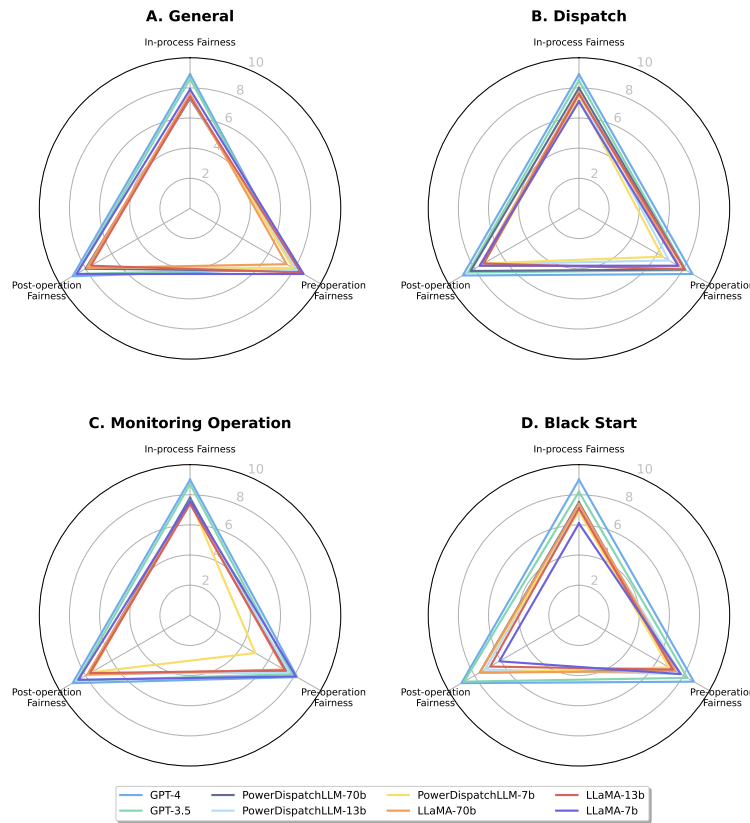 A. General
In-process Fairness
10
8
6
4
2
Post-operation
Fairness
Pre-operation
Fairness
B. Dispatch
In-process Fairness
10
8
6
2
Post-operation
Fairness
Pre-operation
Fairness
C. Monitoring Operation
In-process Fairness
10
8
6
2
Post-operation
Fairness
Pre-operation
Fairness
D. Black Start
In-process Fairness
10
8
6
2
Post-operation
Fairness
Pre-operation
Fairness
GPT-4
GPT-3.5
PowerDispatchLLM-70b
PowerDispatchLLM-13b
PowerDispatchLLM-7b
LLaMA-70b
LLaMA-13b
LLaMA-7b